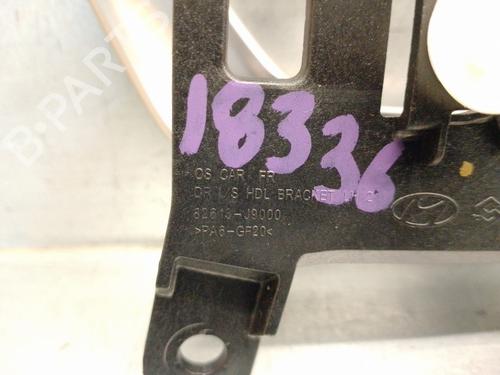 B-PARTS
18336
OS CAR FR
DR I/S HDL BRACKET
82613-J9000
>PA6-GF20<